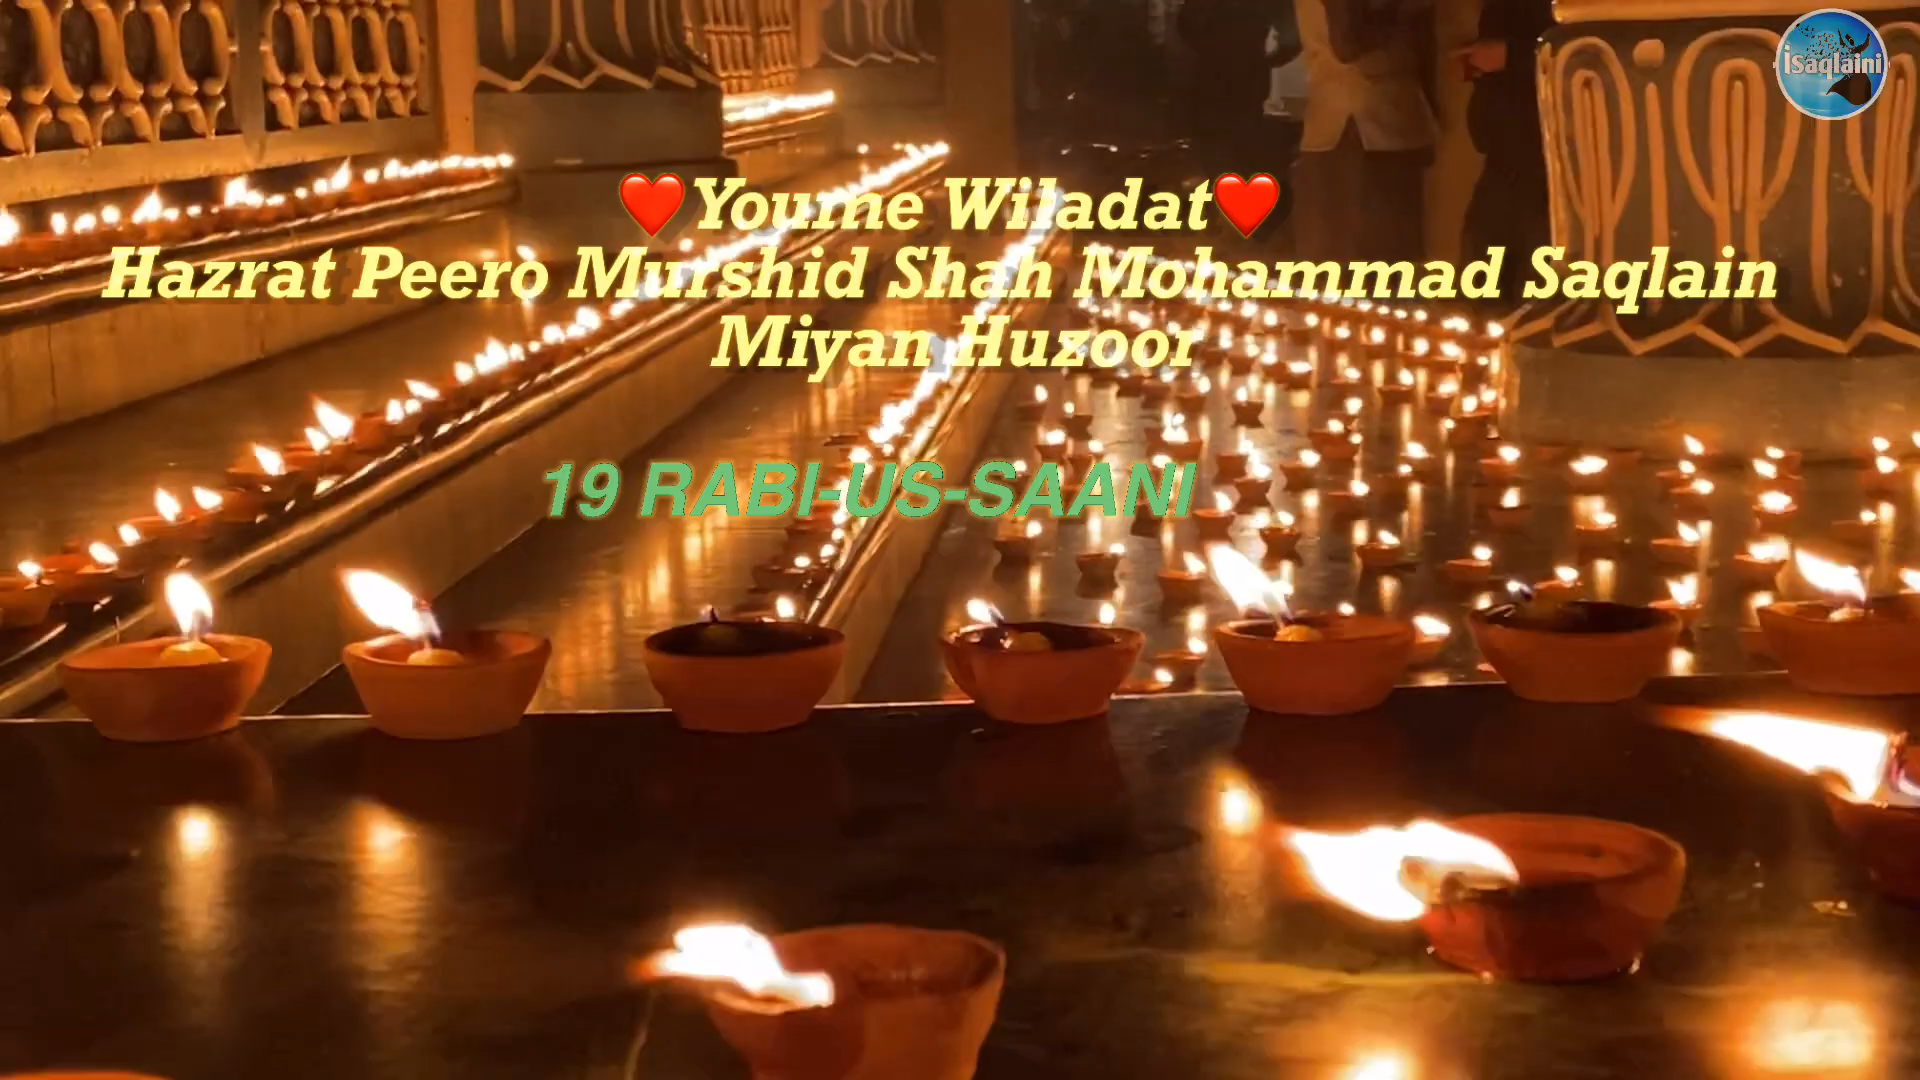 iSaqlaini
❤️Youme Wiladat❤️
Hazrat Peero Murshid Shah Mohammad Saqlain
Miyan Huzoor
19 RABI-US-SAANI